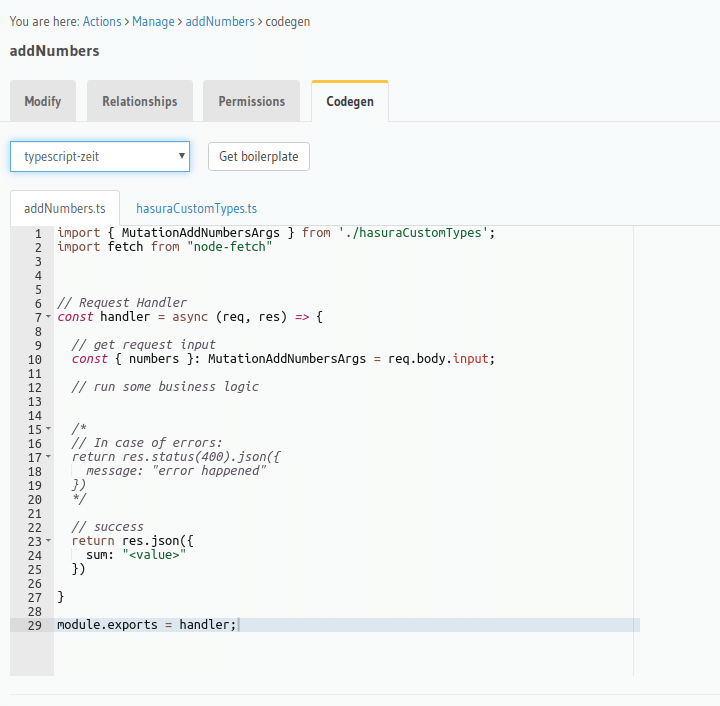 You are here: Actions > Manage > addNumbers > codegen
addNumbers
Modify Relationships Permissions Codegen
typescript-zeit Get boilerplate
addNumbers.ts hasuraCustomTypes.ts
1 import { MutationAddNumbersArgs } from './hasuraCustomTypes';
2 import fetch from "node-fetch"
3
4
5
6 // Request Handler
7 const handler = async (req, res) => {
8
9 // get request input
10 const { numbers }: MutationAddNumbersArgs = req.body.input;
11
12 // run some business logic
13
14
15 /*
16 // In case of errors:
17 return res.status(400).json({
18 message: "error happened"
19 })
20 */
21
22 // success
23 return res.json({
24 sum: "<value>"
25 })
26
27 }
28
29 module.exports = handler;